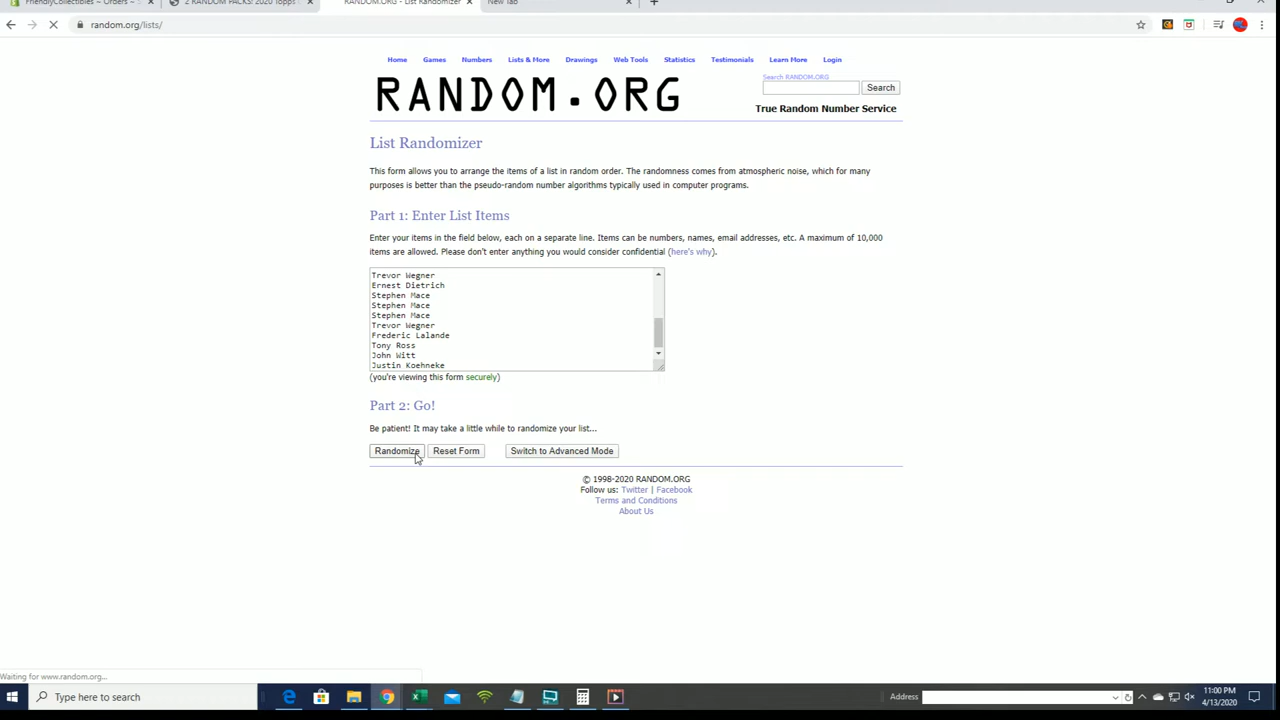 FriendlyCollectibles – Orders –
2 RANDOM PACKS! 2020 Topps
RANDOM.ORG - List Randomizer
New Tab
random.org/lists/
Home Games Numbers Lists & More Drawings Web Tools Statistics Testimonials Learn More Login
RANDOM.ORG
Search RANDOM.ORG
Search
True Random Number Service
List Randomizer
This form allows you to arrange the items of a list in random order. The randomness comes from atmospheric noise, which for many
purposes is better than the pseudo-random number algorithms typically used in computer programs.
Part 1: Enter List Items
Enter your items in the field below, each on a separate line. Items can be numbers, names, email addresses, etc. A maximum of 10,000
items are allowed. Please don't enter anything you would consider confidential (here's why).
Trevor Wegner
Ernest Dietrich
Stephen Mace
Stephen Mace
Stephen Mace
Trevor Wegner
Frederic Lalande
Tony Ross
John Witt
Justin Koehneke
(you're viewing this form securely)
Part 2: Go!
Be patient! It may take a little while to randomize your list...
Randomize Reset Form Switch to Advanced Mode
© 1998-2020 RANDOM.ORG
Follow us: Twitter | Facebook
Terms and Conditions
About Us
Waiting for www.random.org...
Type here to search
Address
11:00 PM
4/13/2020